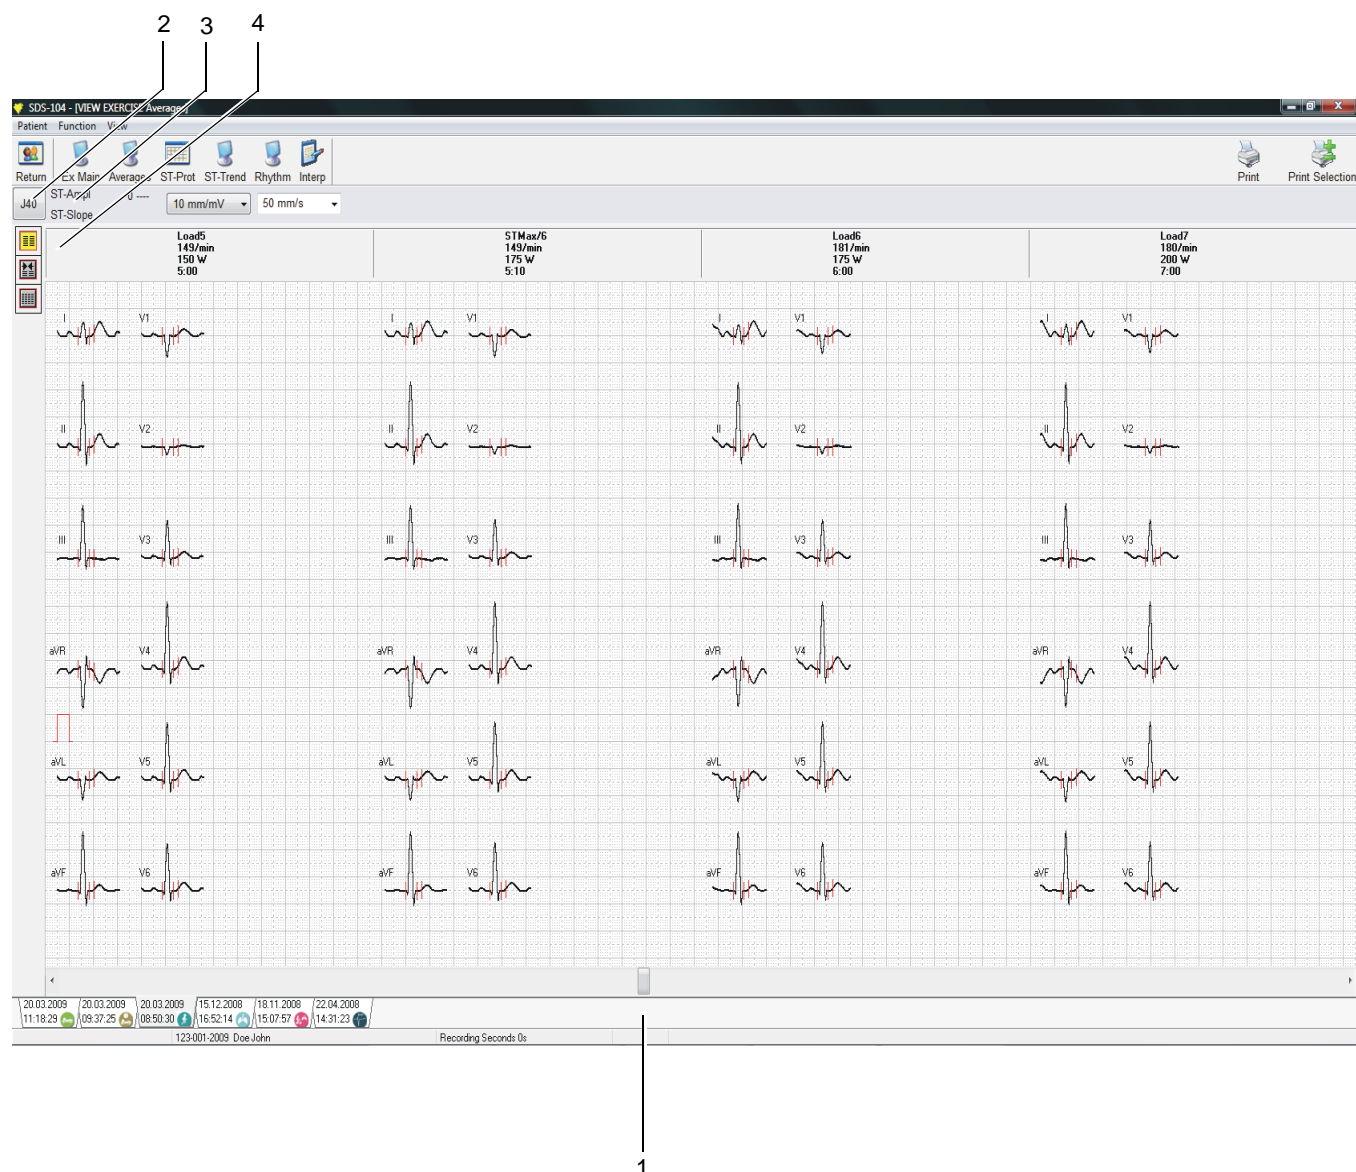 2 3 4
SDS-104 - [VIEW EXERCISE Averages]
Patient Function View
Return Ex Main Averages ST-Prot ST-Trend Rhythm Interp Print Print Selection
J40 ST-Ampl 0 ---- 10 mm/mV 50 mm/s
ST-Slope
Load5 STMax/6 Load6 Load7
149/min 149/min 181/min 180/min
150 W 175 W 175 W 200 W
5:00 5:10 6:00 7:00
I V1 I V1 I V1 I V1
II V2 II V2 II V2 II V2
III V3 III V3 III V3 III V3
aVR V4 aVR V4 aVR V4 aVR V4
aVL V5 aVL V5 aVL V5 aVL V5
aVF V6 aVF V6 aVF V6 aVF V6
20.03.2009 20.03.2009 20.03.2009 15.12.2008 18.11.2008 22.04.2008
11:18:29 09:37:25 08:50:30 16:52:14 15:07:57 14:31:23
123-001-2009 Doe John Recording Seconds 0s
1